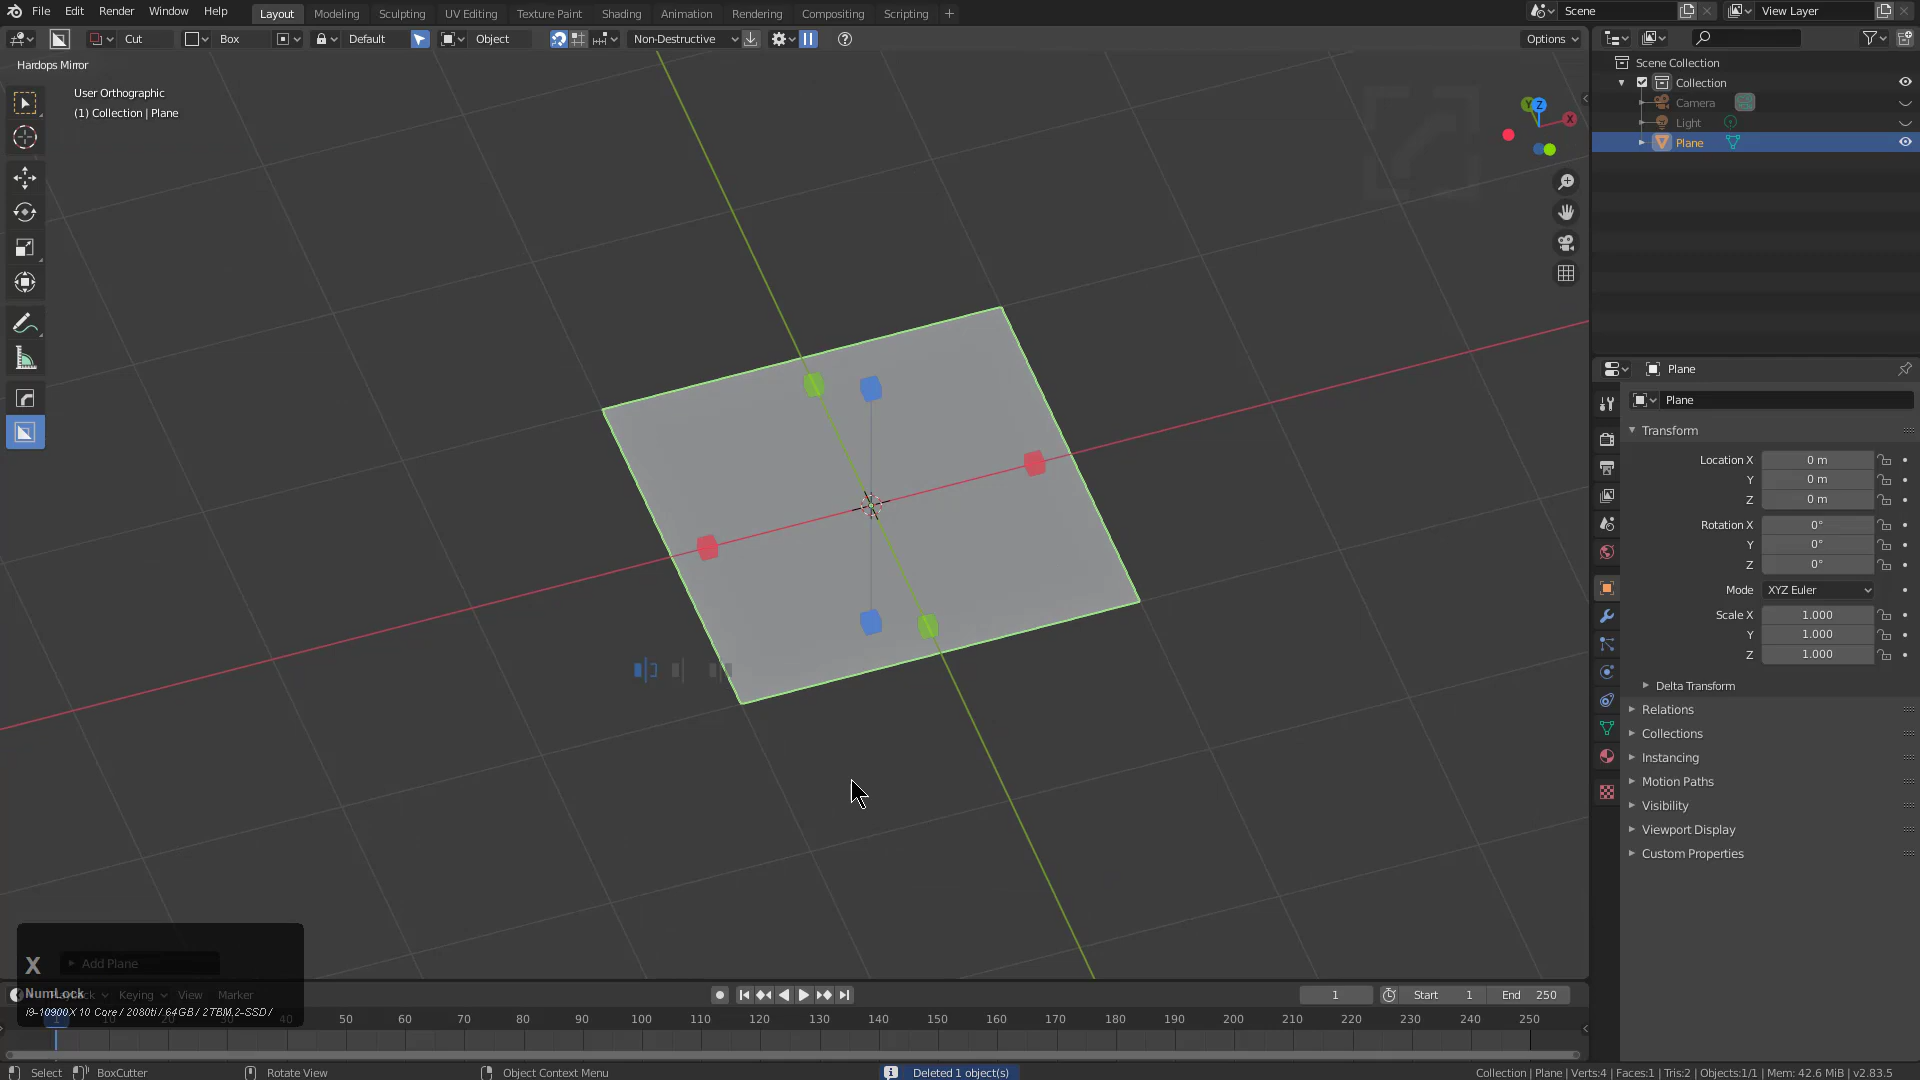 File Edit Render Window Help Layout Modeling Sculpting UV Editing Texture Paint Shading Animation Rendering Compositing Scripting + Scene View Layer
Cut Box Default Object Non-Destructive Options
Hardops Mirror
User Orthographic
(1) Collection | Plane
Scene Collection
Collection
Camera
Light
Plane
Y Z X
Plane
Plane
Transform
Location X 0 m
Y 0 m
Z 0 m
Rotation X 0°
Y 0°
Z 0°
Mode XYZ Euler
Scale X 1.000
Y 1.000
Z 1.000
Delta Transform
Relations
Collections
Instancing
Motion Paths
Visibility
Viewport Display
Custom Properties
X Add Plane
NumLock
Keying View Marker 1 Start 1 End 250
i9-10900X 10 Core / 2080ti / 64GB / 2TBM.2-SSD /
1 10 20 30 40 50 60 70 80 90 100 110 120 130 140 150 160 170 180 190 200 210 220 230 240 250
Select BoxCutter Rotate View Object Context Menu Deleted 1 object(s) Collection | Plane | Verts:4 | Faces:1 | Tris:2 | Objects:1/1 | Mem: 42.6 MiB | v2.83.5